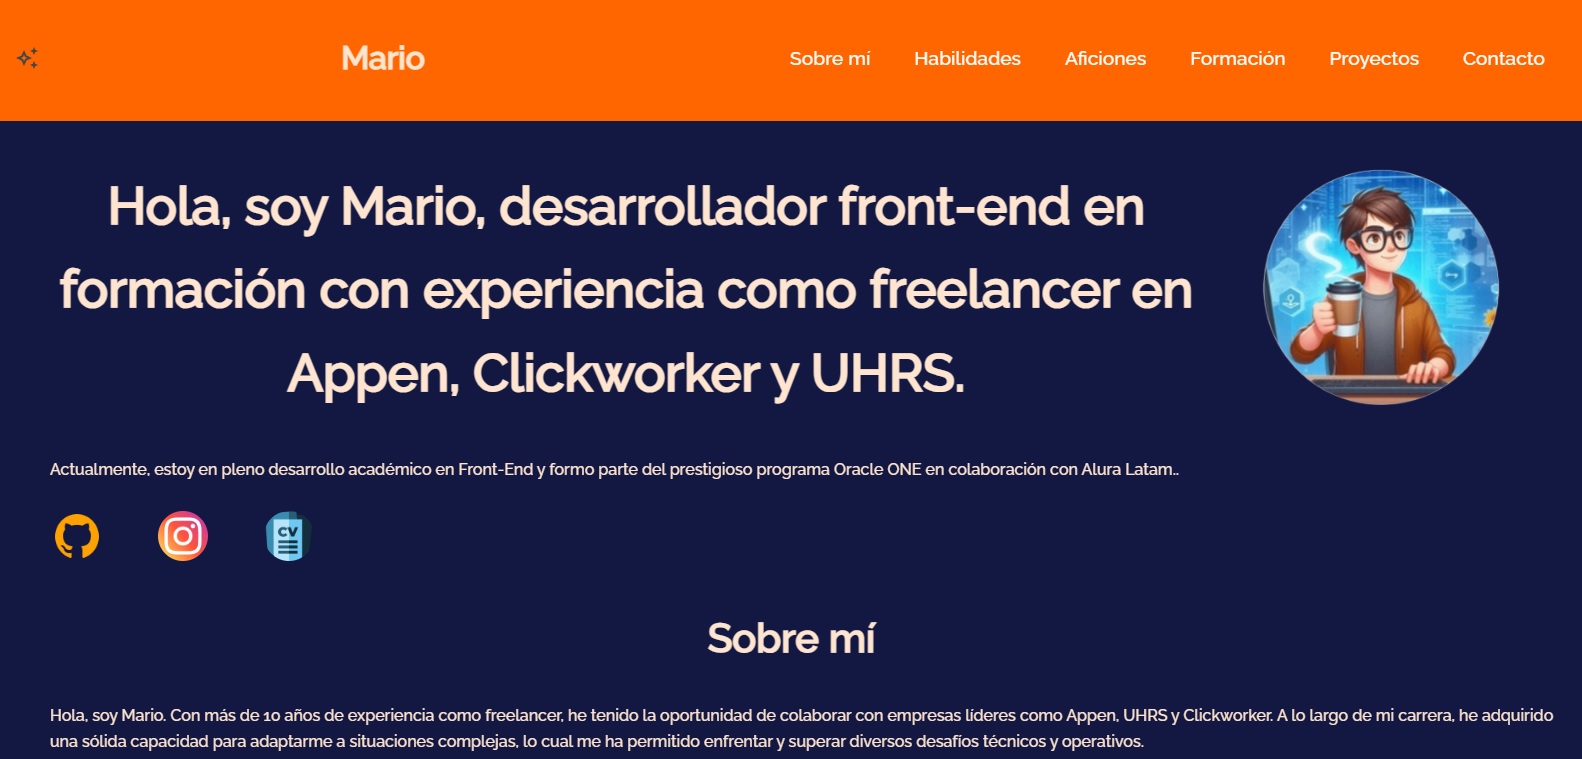 Mario
Sobre mí
Habilidades
Aficiones
Formación
Proyectos
Contacto
Hola, soy Mario, desarrollador front-end en
formación con experiencia como freelancer en
Appen, Clickworker y UHRS.
Actualmente, estoy en pleno desarrollo académico en Front-End y formo parte del prestigioso programa Oracle ONE en colaboración con Alura Latam..
CV
Sobre mí
Hola, soy Mario. Con más de 10 años de experiencia como freelancer, he tenido la oportunidad de colaborar con empresas líderes como Appen, UHRS y Clickworker. A lo largo de mi carrera, he adquirido
una sólida capacidad para adaptarme a situaciones complejas, lo cual me ha permitido enfrentar y superar diversos desafíos técnicos y operativos.